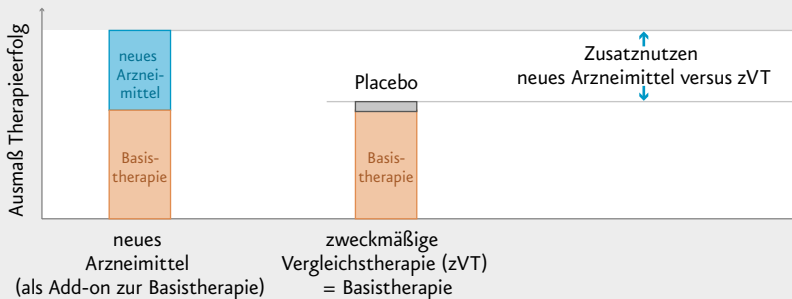 Ausmaß Therapieerfolg
neues
Arznei-
mittel
Basis-
therapie
Placebo
Basis-
therapie
Zusatznutzen
neues Arzneimittel versus zVT
neues
Arzneimittel
(als Add-on zur Basistherapie)
zweckmäßige
Vergleichstherapie (zVT)
= Basistherapie